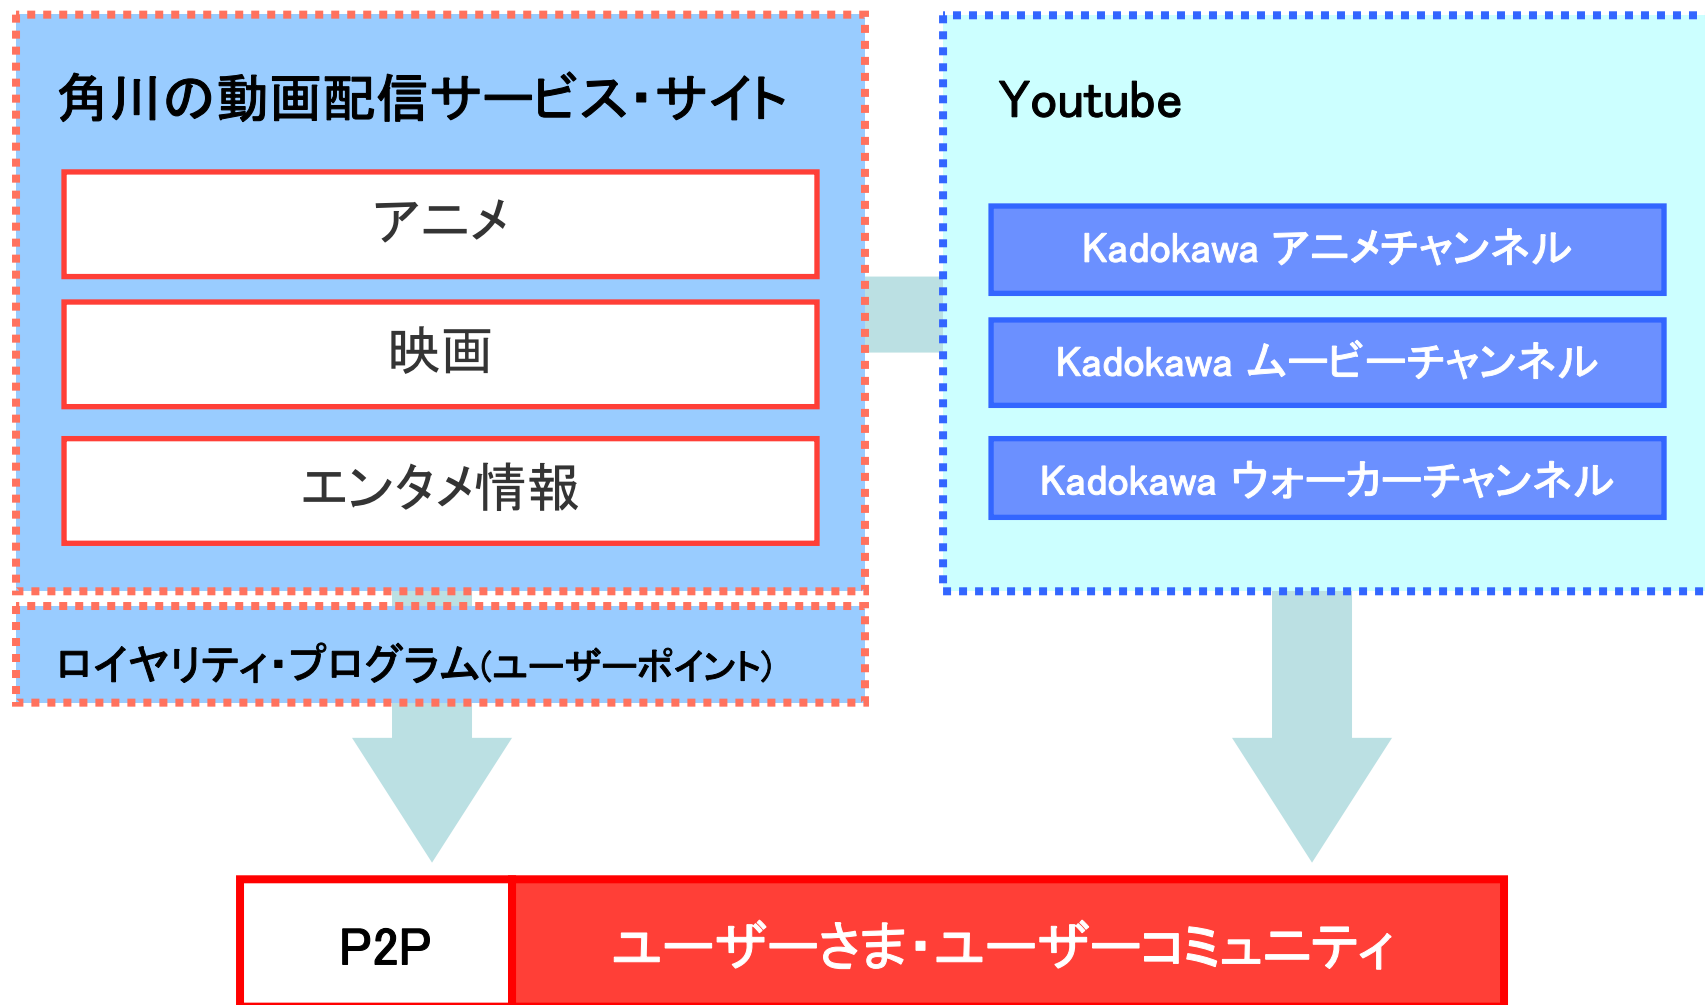 角川の動画配信サービス・サイト
アニメ
映画
エンタメ情報
ロイヤリティ・プログラム(ユーザーポイント)
Youtube
Kadokawa アニメチャンネル
Kadokawa ムービーチャンネル
Kadokawa ウォーカーチャンネル
P2P
ユーザーさま・ユーザーコミュニティ